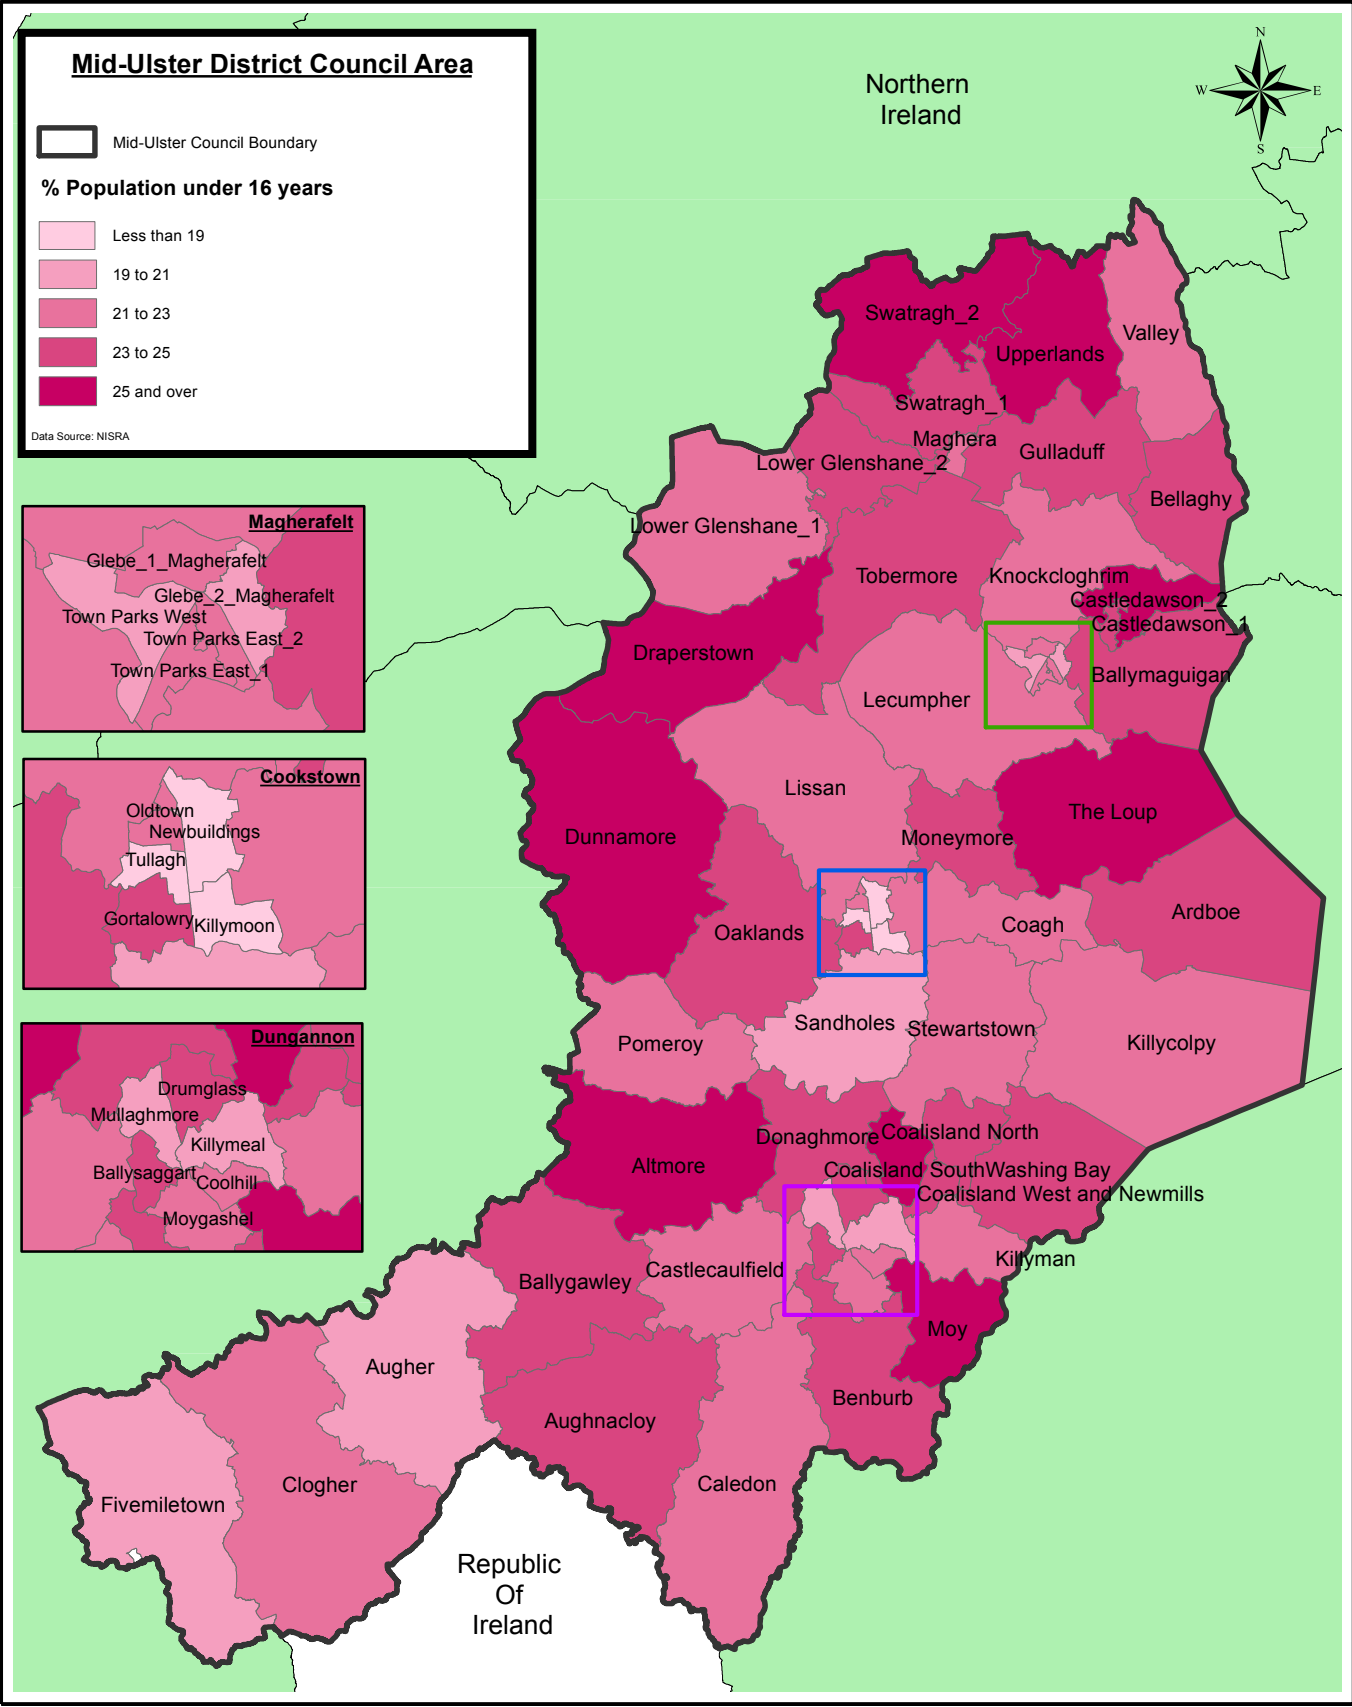 Mid-Ulster District Council Area
Mid-Ulster Council Boundary
% Population under 16 years
Less than 19
19 to 21
21 to 23
23 to 25
25 and over
Data Source: NISRA
Northern
Ireland
N
W
E
S
Swatragh_2
Valley
Upperlands
Swatragh_1
Maghera
Gulladuff
Lower Glenshane_2
Bellaghy
Lower Glenshane_1
Tobermore
Knockcloghrim
Castledawson_2
Castledawson_1
Draperstown
Ballymaguigan
Lecumpher
Lissan
The Loup
Dunnamore
Moneymore
Ardboe
Coagh
Oaklands
Sandholes
Stewartstown
Pomeroy
Killycolpy
Donaghmore
Coalisland North
Altmore
Coalisland South
Washing Bay
Coalisland West and Newmills
Killyman
Castlecaulfield
Ballygawley
Moy
Augher
Benburb
Aughnacloy
Caledon
Clogher
Fivemiletown
Republic
Of
Ireland
Magherafelt
Glebe_1_Magherafelt
Glebe_2_Magherafelt
Town Parks West
Town Parks East_2
Town Parks East_1
Cookstown
Oldtown
Newbuildings
Tullagh
Gortalowry
Killymoon
Dungannon
Drumglass
Mullaghmore
Killymeal
Ballysaggart
Coolhill
Moygashel